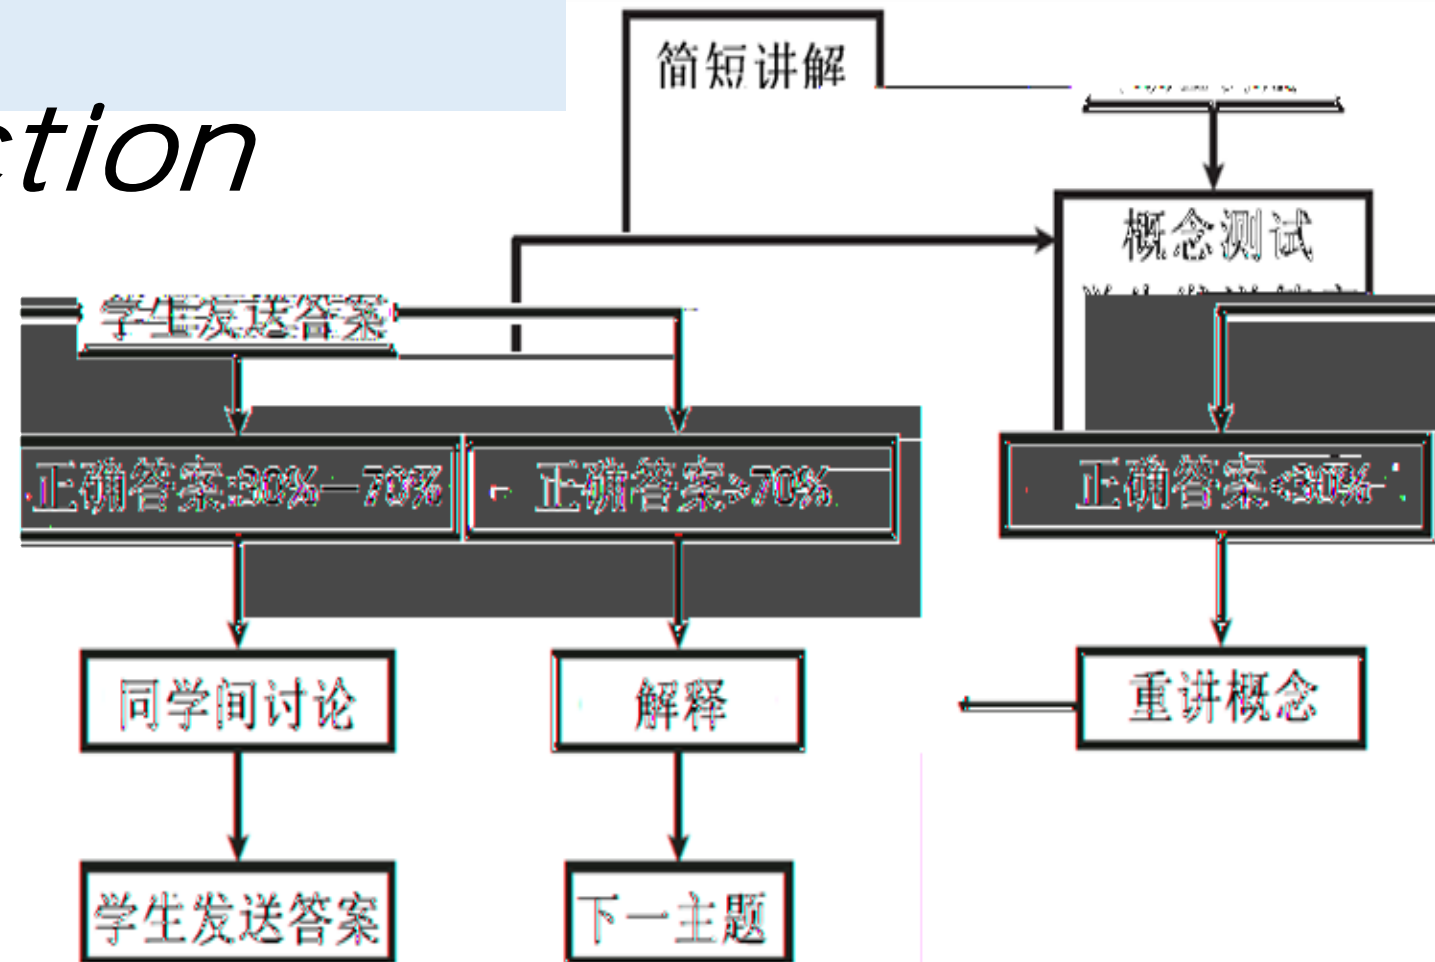 简短讲解
ction
概念测试
学生发送答案
正确答案:30%—70%
正确答案>70%
正确答案<30%
同学间讨论
解释
重讲概念
学生发送答案
下一主题